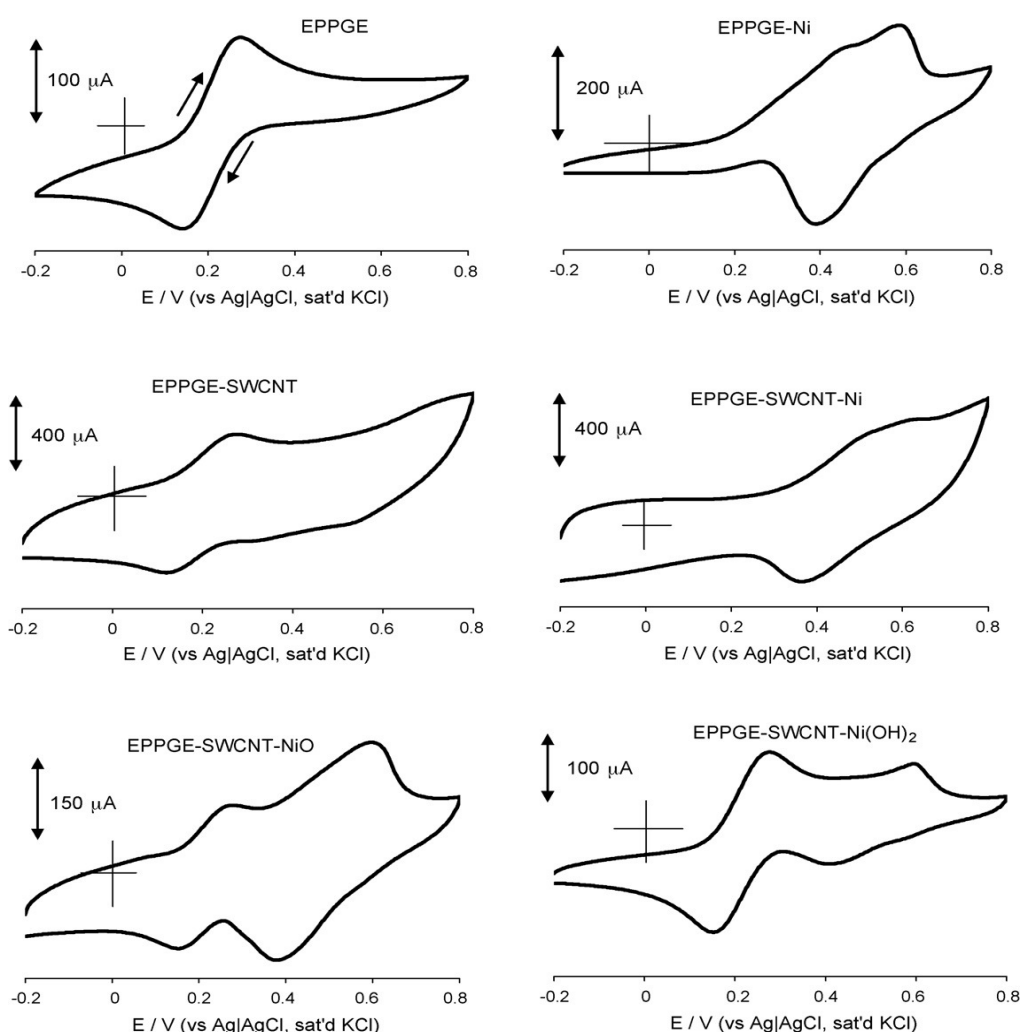 EPPGE
100 μA
-0.2 0 0.2 0.4 0.6 0.8
E / V (vs Ag|AgCl, sat'd KCl)
EPPGE-Ni
200 μA
-0.2 0 0.2 0.4 0.6 0.8
E / V (vs Ag|AgCl, sat'd KCl)
EPPGE-SWCNT
400 μA
-0.2 0 0.2 0.4 0.6 0.8
E / V (vs Ag|AgCl, sat'd KCl)
EPPGE-SWCNT-Ni
400 μA
-0.2 0 0.2 0.4 0.6 0.8
E / V (vs Ag|AgCl, sat'd KCl)
EPPGE-SWCNT-NiO
150 μA
-0.2 0 0.2 0.4 0.6 0.8
E / V (vs Ag|AgCl, sat'd KCl)
EPPGE-SWCNT-Ni(OH)₂
100 μA
-0.2 0 0.2 0.4 0.6 0.8
E / V (vs Ag|AgCl, sat'd KCl)